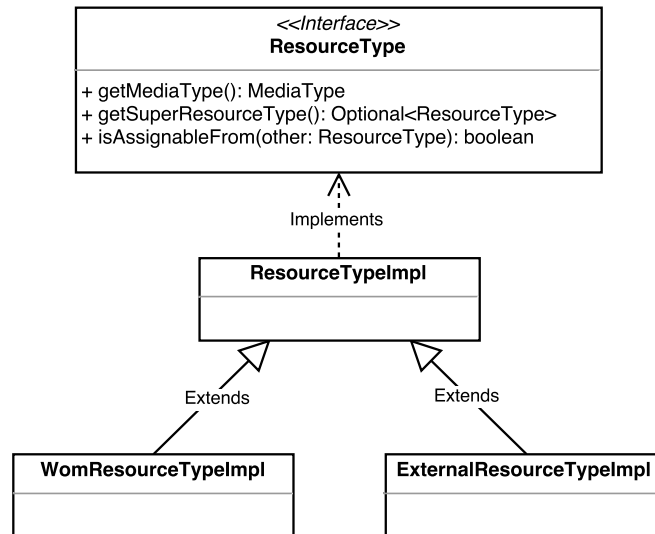 <<Interface>>
ResourceType
+ getMediaType(): MediaType
+ getSuperResourceType(): Optional<ResourceType>
+ isAssignableFrom(other: ResourceType): boolean
Implements
ResourceTypeImpl
Extends
Extends
WomResourceTypeImpl
ExternalResourceTypeImpl